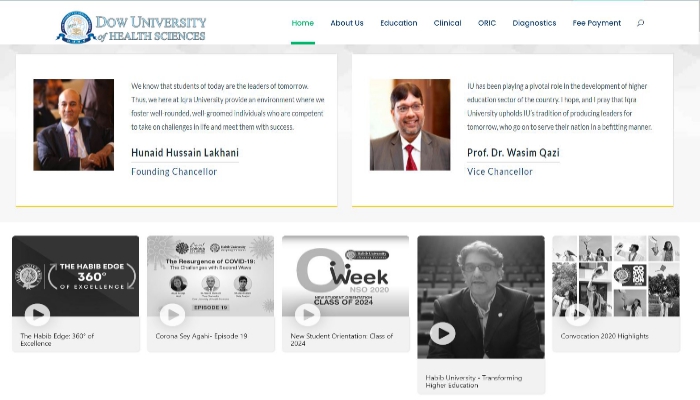 DOW UNIVERSITY
of HEALTH SCIENCES
Home About Us Education Clinical ORIC Diagnostics Fee Payment
We know that students of today are the leaders of tomorrow.
Thus, we here at Iqra University provide an environment where we
foster well-rounded, well-groomed individuals who are competent
to take on challenges in life and meet them with success.
Hunaid Hussain Lakhani
Founding Chancellor
IU has been playing a pivotal role in the development of higher
education sector of the country. I hope, and I pray that Iqra
University upholds IU's tradition of producing leaders for
tomorrow, who go on to serve their nation in a befitting manner.
Prof. Dr. Wasim Qazi
Vice Chancellor
THE HABIB EDGE
360°
OF EXCELLENCE
The Habib Edge: 360° of
Excellence
The Resurgence of COVID-19:
The Challenges with Second Wave
EPISODE 19
Corona Sey Agahi- Episode 19
Week
NSO 2020
NEW STUDENT ORIENTATION
CLASS OF 2024
New Student Orientation: Class of
2024
Habib University - Transforming
Higher Education
Convocation 2020 Highlights